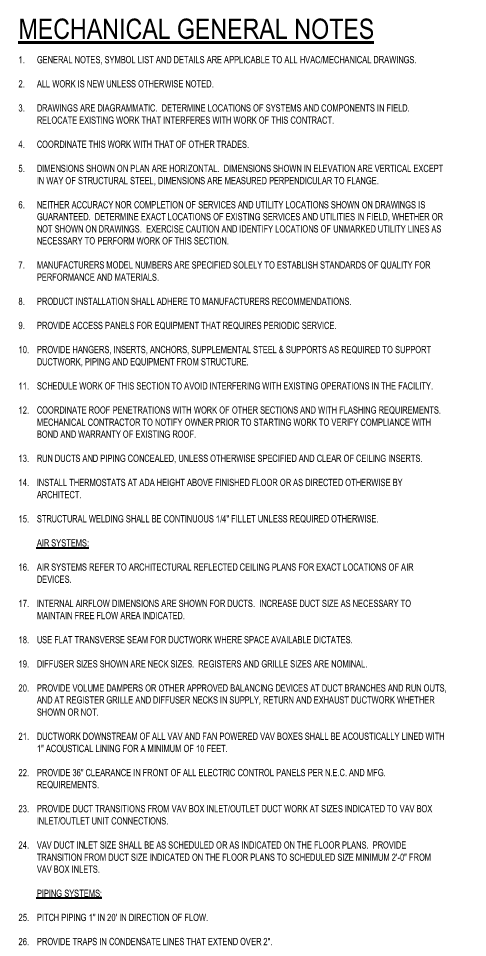 MECHANICAL GENERAL NOTES
1. GENERAL NOTES, SYMBOL LIST AND DETAILS ARE APPLICABLE TO ALL HVAC/MECHANICAL DRAWINGS.
2. ALL WORK IS NEW UNLESS OTHERWISE NOTED.
3. DRAWINGS ARE DIAGRAMMATIC. DETERMINE LOCATIONS OF SYSTEMS AND COMPONENTS IN FIELD.
RELOCATE EXISTING WORK THAT INTERFERES WITH WORK OF THIS CONTRACT.
4. COORDINATE THIS WORK WITH THAT OF OTHER TRADES.
5. DIMENSIONS SHOWN ON PLAN ARE HORIZONTAL. DIMENSIONS SHOWN IN ELEVATION ARE VERTICAL EXCEPT
IN WAY OF STRUCTURAL STEEL, DIMENSIONS ARE MEASURED PERPENDICULAR TO FLANGE.
6. NEITHER ACCURACY NOR COMPLETION OF SERVICES AND UTILITY LOCATIONS SHOWN ON DRAWINGS IS
GUARANTEED. DETERMINE EXACT LOCATIONS OF EXISTING SERVICES AND UTILITIES IN FIELD, WHETHER OR
NOT SHOWN ON DRAWINGS. EXERCISE CAUTION AND IDENTIFY LOCATIONS OF UNMARKED UTILITY LINES AS
NECESSARY TO PERFORM WORK OF THIS SECTION.
7. MANUFACTURERS MODEL NUMBERS ARE SPECIFIED SOLELY TO ESTABLISH STANDARDS OF QUALITY FOR
PERFORMANCE AND MATERIALS.
8. PRODUCT INSTALLATION SHALL ADHERE TO MANUFACTURERS RECOMMENDATIONS.
9. PROVIDE ACCESS PANELS FOR EQUIPMENT THAT REQUIRES PERIODIC SERVICE.
10. PROVIDE HANGERS, INSERTS, ANCHORS, SUPPLEMENTAL STEEL & SUPPORTS AS REQUIRED TO SUPPORT
DUCTWORK, PIPING AND EQUIPMENT FROM STRUCTURE.
11. SCHEDULE WORK OF THIS SECTION TO AVOID INTERFERING WITH EXISTING OPERATIONS IN THE FACILITY.
12. COORDINATE ROOF PENETRATIONS WITH WORK OF OTHER SECTIONS AND WITH FLASHING REQUIREMENTS.
MECHANICAL CONTRACTOR TO NOTIFY OWNER PRIOR TO STARTING WORK TO VERIFY COMPLIANCE WITH
BOND AND WARRANTY OF EXISTING ROOF.
13. RUN DUCTS AND PIPING CONCEALED, UNLESS OTHERWISE SPECIFIED AND CLEAR OF CEILING INSERTS.
14. INSTALL THERMOSTATS AT ADA HEIGHT ABOVE FINISHED FLOOR OR AS DIRECTED OTHERWISE BY
ARCHITECT.
15. STRUCTURAL WELDING SHALL BE CONTINUOUS 1/4" FILLET UNLESS REQUIRED OTHERWISE.
AIR SYSTEMS:
16. AIR SYSTEMS REFER TO ARCHITECTURAL REFLECTED CEILING PLANS FOR EXACT LOCATIONS OF AIR
DEVICES.
17. INTERNAL AIRFLOW DIMENSIONS ARE SHOWN FOR DUCTS. INCREASE DUCT SIZE AS NECESSARY TO
MAINTAIN FREE FLOW AREA INDICATED.
18. USE FLAT TRANSVERSE SEAM FOR DUCTWORK WHERE SPACE AVAILABLE DICTATES.
19. DIFFUSER SIZES SHOWN ARE NECK SIZES. REGISTERS AND GRILLE SIZES ARE NOMINAL.
20. PROVIDE VOLUME DAMPERS OR OTHER APPROVED BALANCING DEVICES AT DUCT BRANCHES AND RUN OUTS,
AND AT REGISTER GRILLE AND DIFFUSER NECKS IN SUPPLY, RETURN AND EXHAUST DUCTWORK WHETHER
SHOWN OR NOT.
21. DUCTWORK DOWNSTREAM OF ALL VAV AND FAN POWERED VAV BOXES SHALL BE ACOUSTICALLY LINED WITH
1" ACOUSTICAL LINING FOR A MINIMUM OF 10 FEET.
22. PROVIDE 36" CLEARANCE IN FRONT OF ALL ELECTRIC CONTROL PANELS PER N.E.C. AND MFG.
REQUIREMENTS.
23. PROVIDE DUCT TRANSITIONS FROM VAV BOX INLET/OUTLET DUCT WORK AT SIZES INDICATED TO VAV BOX
INLET/OUTLET UNIT CONNECTIONS.
24. VAV DUCT INLET SIZE SHALL BE AS SCHEDULED OR AS INDICATED ON THE FLOOR PLANS. PROVIDE
TRANSITION FROM DUCT SIZE INDICATED ON THE FLOOR PLANS TO SCHEDULED SIZE MINIMUM 2'-0" FROM
VAV BOX INLETS.
PIPING SYSTEMS:
25. PITCH PIPING 1" IN 20' IN DIRECTION OF FLOW.
26. PROVIDE TRAPS IN CONDENSATE LINES THAT EXTEND OVER 2".